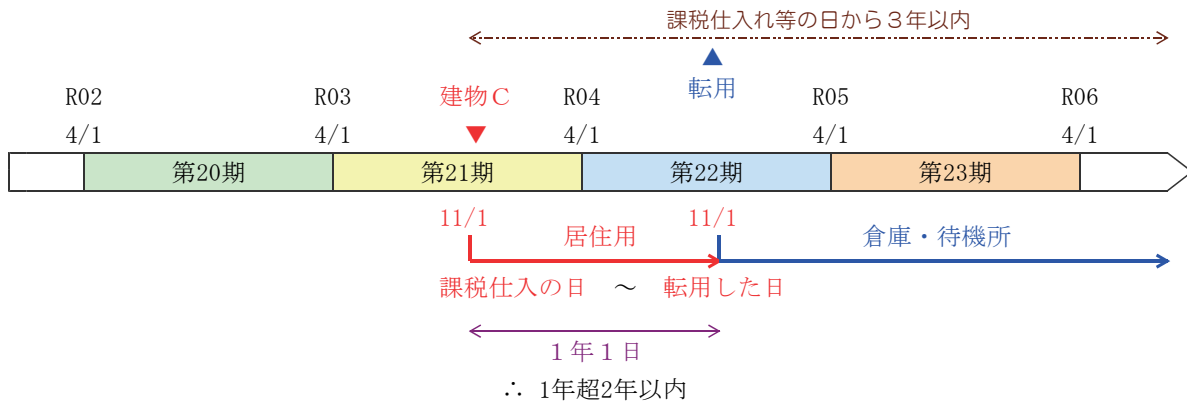 課税仕入れ等の日から３年以内
転用
R02 R03 建物Ｃ R04 R05 R06
4/1 4/1 4/1 4/1 4/1
第20期 第21期 第22期 第23期
11/1 11/1
居住用 倉庫・待機所
課税仕入の日 ～ 転用した日
１年１日
∴ 1年超2年以内